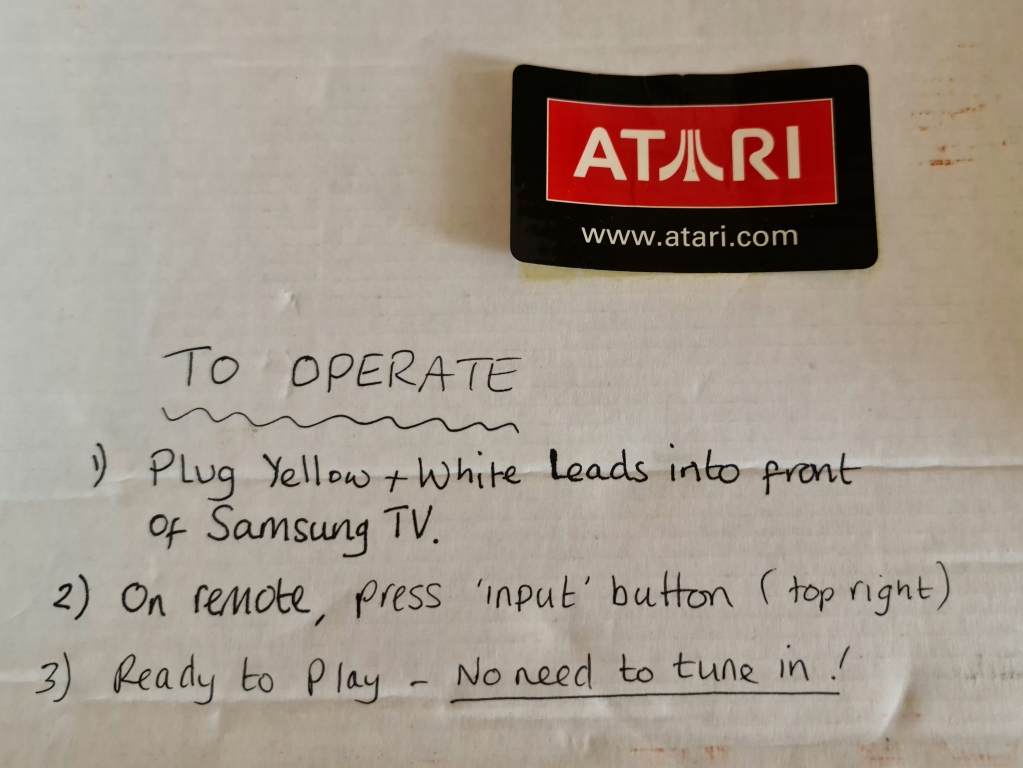 ATARI
www.atari.com
TO OPERATE
1) Plug Yellow + White Leads into front
of Samsung TV.
2) On remote, press 'input' button (top right)
3) Ready to Play - No need to tune in!